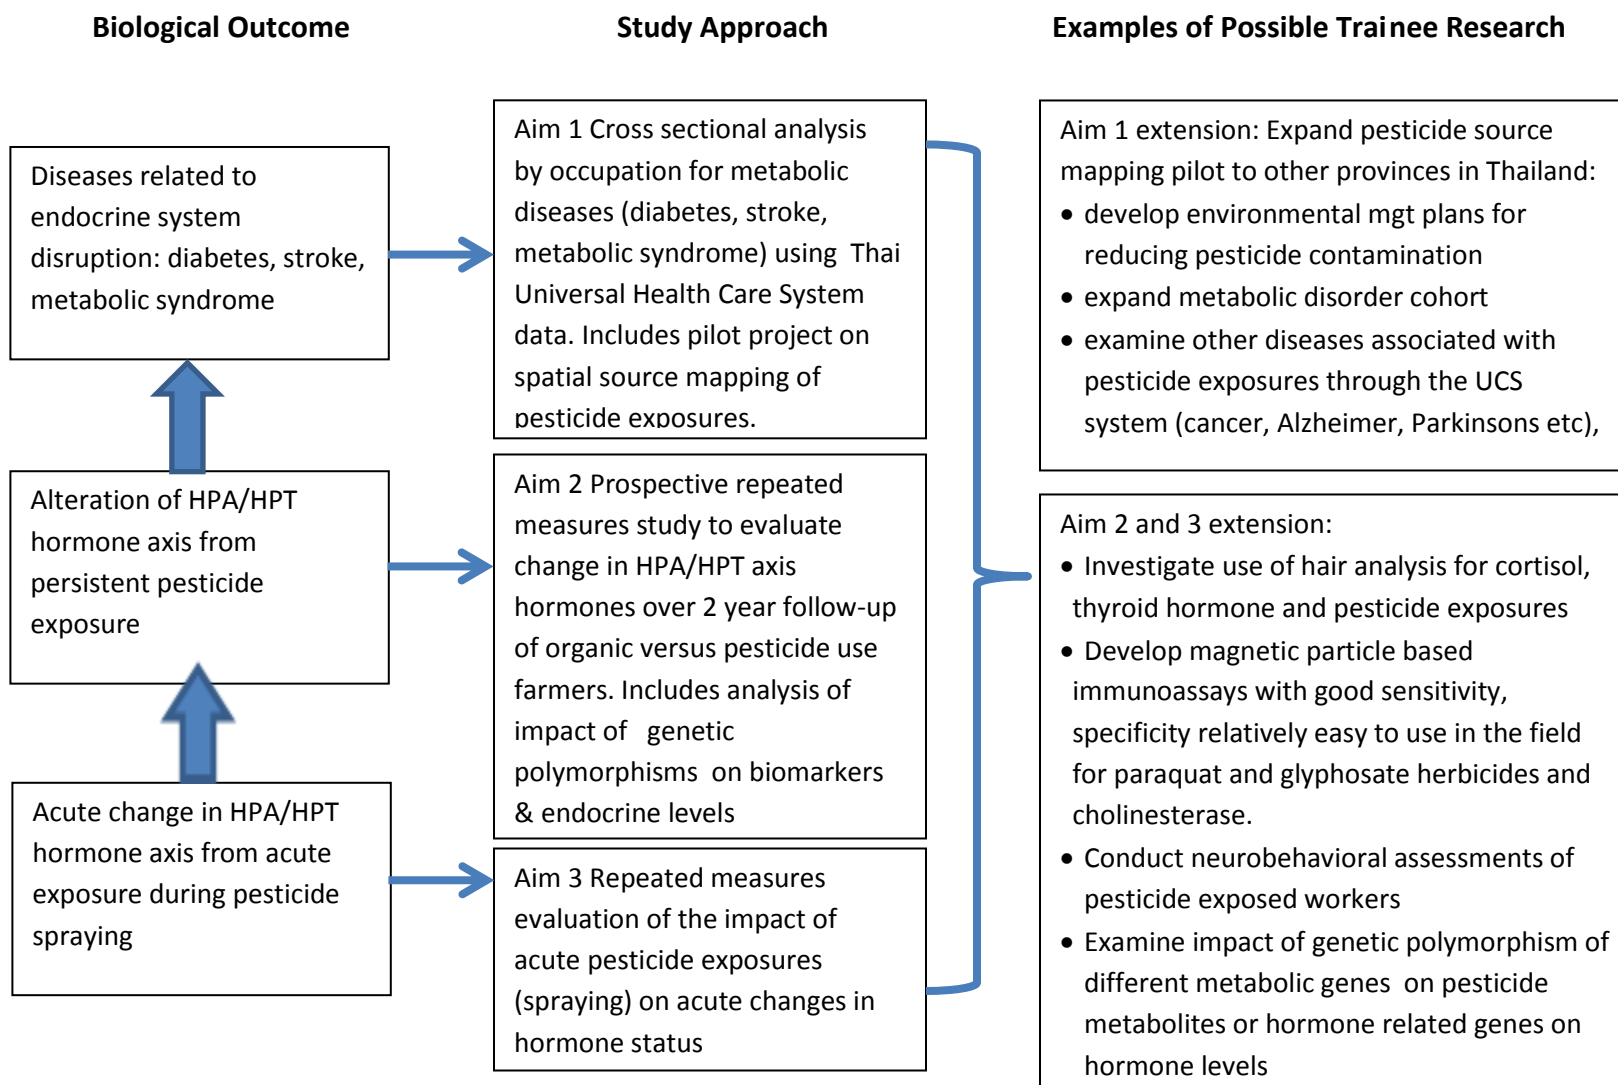 Biological Outcome
Study Approach
Examples of Possible Trainee Research
Diseases related to
endocrine system
disruption: diabetes, stroke,
metabolic syndrome
Alteration of HPA/HPT
hormone axis from
persistent pesticide
exposure
Acute change in HPA/HPT
hormone axis from acute
exposure during pesticide
spraying
Aim 1 Cross sectional analysis
by occupation for metabolic
diseases (diabetes, stroke,
metabolic syndrome) using Thai
Universal Health Care System
data. Includes pilot project on
spatial source mapping of
pesticide exposures.
Aim 2 Prospective repeated
measures study to evaluate
change in HPA/HPT axis
hormones over 2 year follow-up
of organic versus pesticide use
farmers. Includes analysis of
impact of genetic
polymorphisms on biomarkers
& endocrine levels
Aim 3 Repeated measures
evaluation of the impact of
acute pesticide exposures
(spraying) on acute changes in
hormone status
Aim 1 extension: Expand pesticide source
mapping pilot to other provinces in Thailand:
• develop environmental mgt plans for
reducing pesticide contamination
• expand metabolic disorder cohort
• examine other diseases associated with
pesticide exposures through the UCS
system (cancer, Alzheimer, Parkinsons etc),
Aim 2 and 3 extension:
• Investigate use of hair analysis for cortisol,
thyroid hormone and pesticide exposures
• Develop magnetic particle based
immunoassays with good sensitivity,
specificity relatively easy to use in the field
for paraquat and glyphosate herbicides and
cholinesterase.
• Conduct neurobehavioral assessments of
pesticide exposed workers
• Examine impact of genetic polymorphism of
different metabolic genes on pesticide
metabolites or hormone related genes on
hormone levels